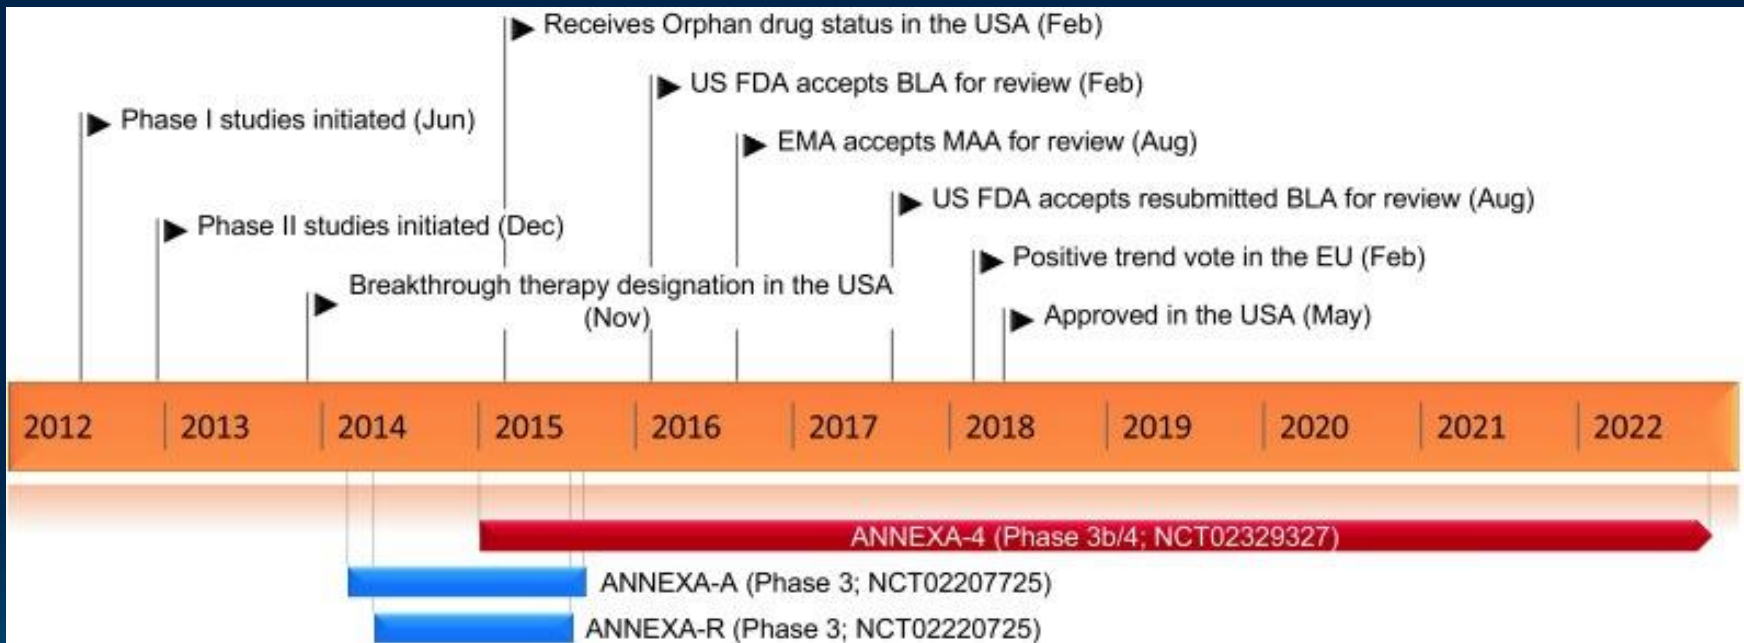 Receives Orphan drug status in the USA (Feb)
US FDA accepts BLA for review (Feb)
Phase I studies initiated (Jun)
EMA accepts MAA for review (Aug)
US FDA accepts resubmitted BLA for review (Aug)
Phase II studies initiated (Dec)
Positive trend vote in the EU (Feb)
Breakthrough therapy designation in the USA
(Nov)
Approved in the USA (May)
2012 2013 2014 2015 2016 2017 2018 2019 2020 2021 2022
ANNEXA-4 (Phase 3b/4; NCT02329327)
ANNEXA-A (Phase 3; NCT02207725)
ANNEXA-R (Phase 3; NCT02220725)